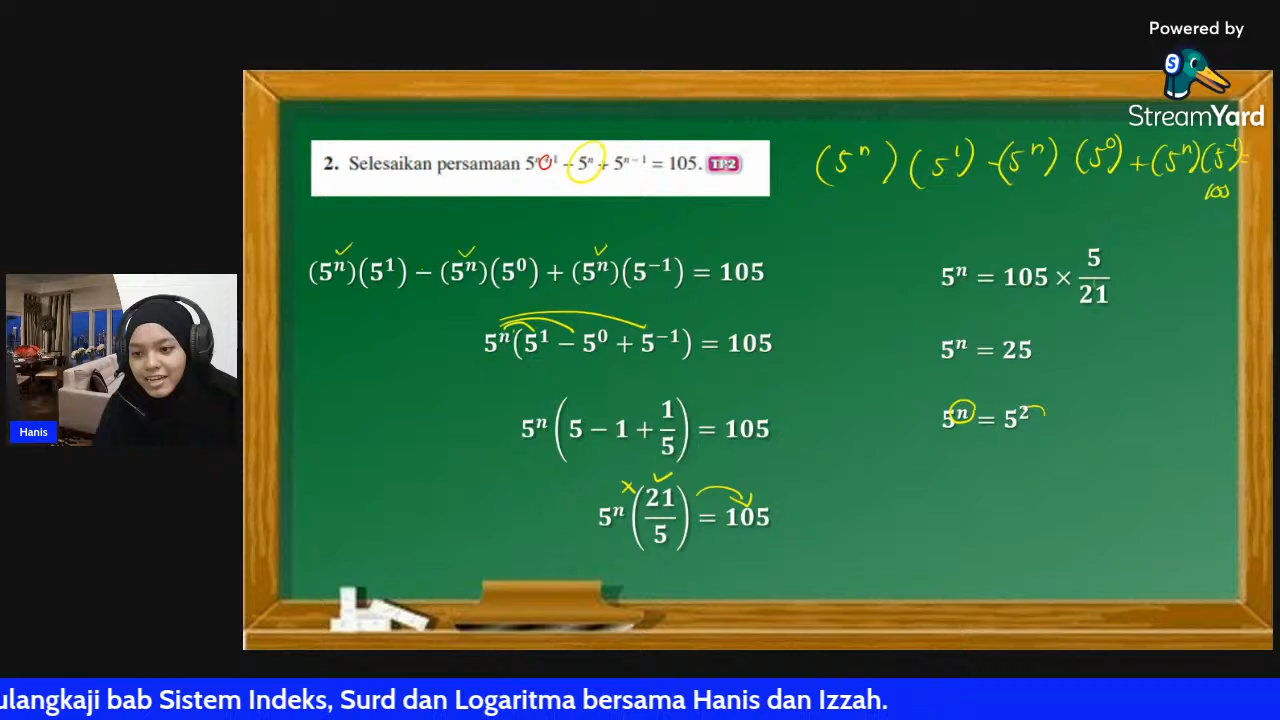 Powered by
StreamYard
2. Selesaikan persamaan 5ⁿ⁺¹ − 5ⁿ + 5ⁿ⁻¹ = 105. TP2
(5ⁿ)(5¹) −(5ⁿ)(5⁰) +(5ⁿ)(5⁻¹)=
(5ⁿ)(5¹) − (5ⁿ)(5⁰) + (5ⁿ)(5⁻¹) = 105
5ⁿ(5¹ − 5⁰ + 5⁻¹) = 105
5ⁿ(5 − 1 + 1/5) = 105
5ⁿ(21/5) = 105
5ⁿ = 105 × 5/21
5ⁿ = 25
5ⁿ = 5²
Hanis
ulangkaji bab Sistem Indeks, Surd dan Logaritma bersama Hanis dan Izzah.